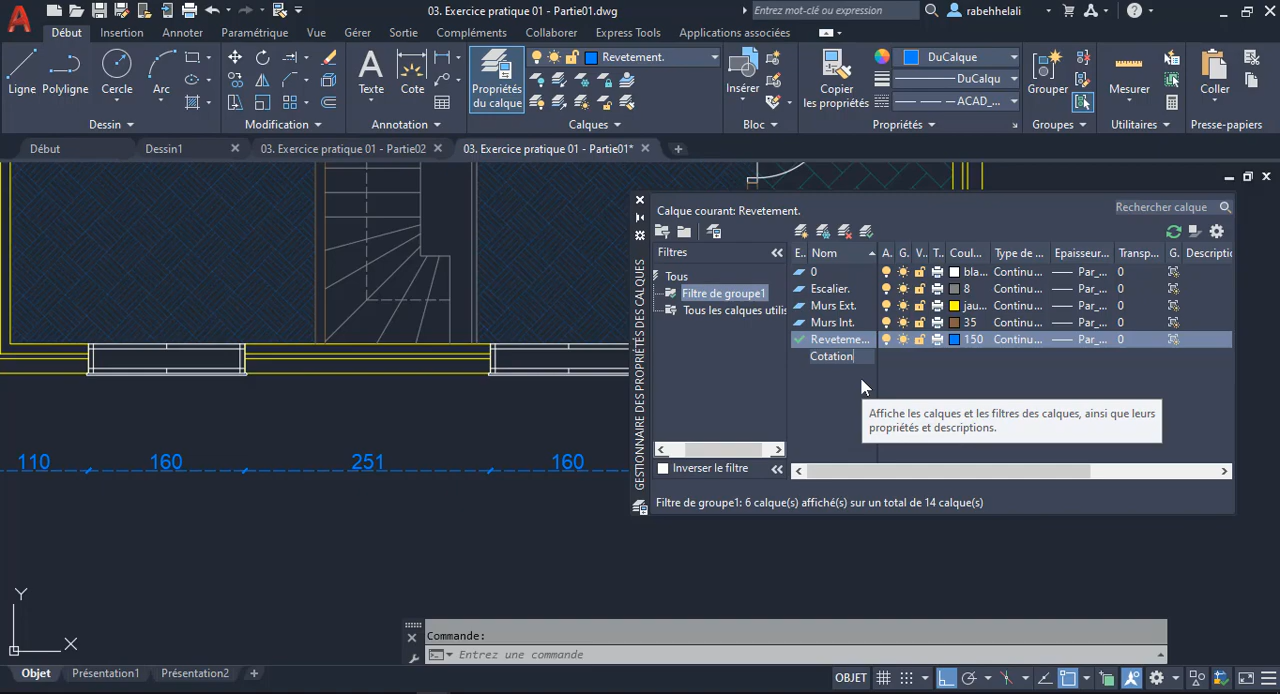 03. Exercice pratique 01 - Partie01.dwg
Entrez mot-clé ou expression
rabehhelali
Début
Insertion
Annoter
Paramétrique
Vue
Gérer
Sortie
Compléments
Collaborer
Express Tools
Applications associées
Ligne
Polyligne
Cercle
Arc
Texte
Cote
Propriétés
du calque
Revetement.
Insérer
Copier
les propriétés
DuCalque
DuCalqu
ACAD_...
Grouper
Mesurer
Coller
Dessin
Modification
Annotation
Calques
Bloc
Propriétés
Groupes
Utilitaires
Presse-papiers
Début
Dessin1
03. Exercice pratique 01 - Partie02
03. Exercice pratique 01 - Partie01*
GESTIONNAIRE DES PROPRIÉTÉS DES CALQUES
Calque courant: Revetement.
Rechercher calque
Filtres
Tous
Filtre de groupe1
Tous les calques utilis
E.. Nom A. G. V.. T.. Coul... Type de ... Epaisseur... Transp... G. Descriptio
0 bla... Continu... Par_... 0
Escalier. 8 Continu... Par_... 0
Murs Ext. jau... Continu... Par_... 0
Murs Int. 35 Continu... Par_... 0
Reveteme... 150 Continu... Par_... 0
Cotation
Affiche les calques et les filtres des calques, ainsi que leurs
propriétés et descriptions.
Inverser le filtre
Filtre de groupe1: 6 calque(s) affiché(s) sur un total de 14 calque(s)
110
160
251
160
Y
X
Commande:
Entrez une commande
Objet
Présentation1
Présentation2
OBJET